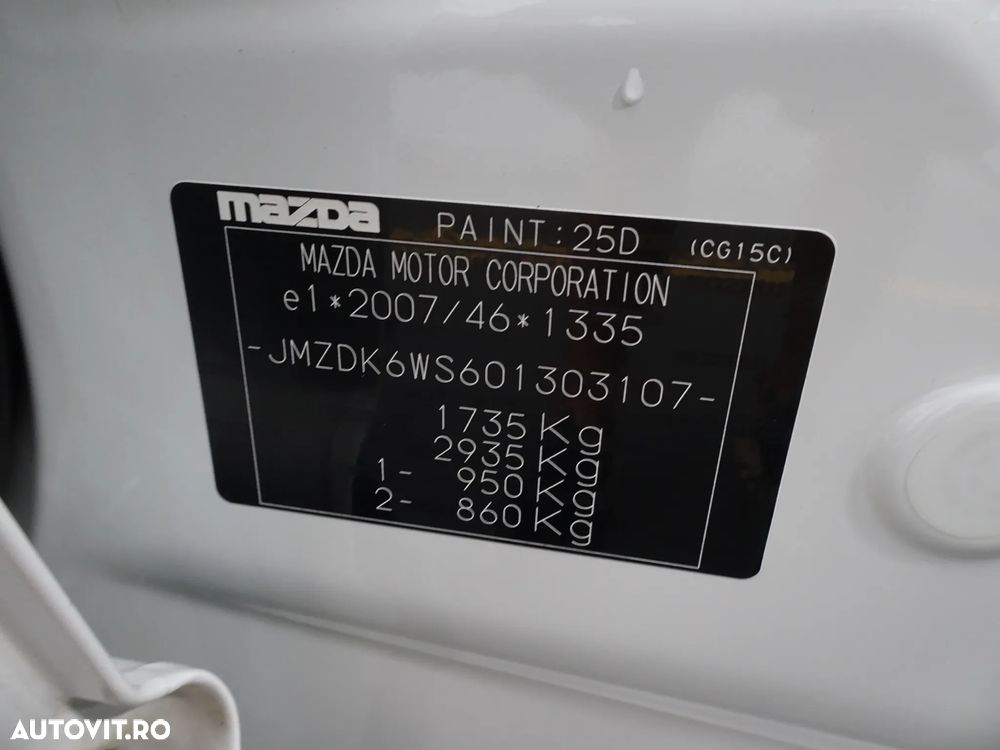 mazda PAINT:25D (CG15C)
MAZDA MOTOR CORPORATION
e1*2007/46*1335
-JMZDK6WS601303107-
1735Kg
2935Kg
1- 950Kg
2- 860Kg
AUTOVIT.RO